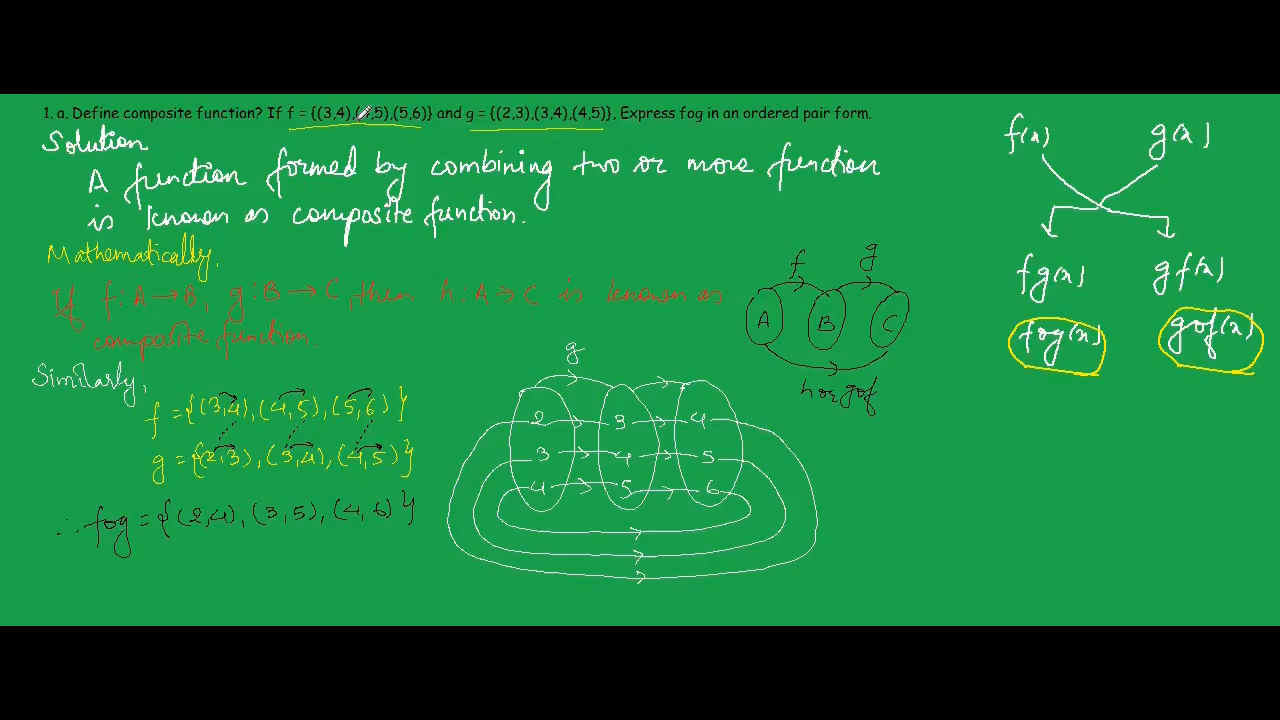 1. a. Define composite function? If f = {(3,4),(4,5),(5,6)} and g = {(2,3),(3,4),(4,5)}, Express fog in an ordered pair form.
Solution
A function formed by combining two or more function
is known as composite function.
Mathematically,
If f:A→B, g:B→C, then h:A→C is known as
composite function.
Similarly,
f = {(3,4), (4,5), (5,6)}
g = {(2,3), (3,4), (4,5)}
∴ fog = {(2,4), (3,5), (4,6)}
g
2 3 4
3 4 5
4 5 6
f g
A B C
h or gof
f(x) g(x)
fg(x) gf(x)
fog(x) gof(x)